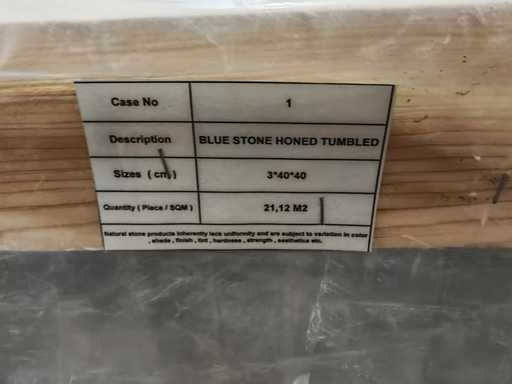 Case No 1
Description BLUE STONE HONED TUMBLED
Sizes ( cm ) 3*40*40
Quantity ( Piece / SQM ) 21,12 M2
Natural stone products inherently lack uniformity and are subject to variation in color
, shade , finish , tint , hardness , strength , aesthetics etc.